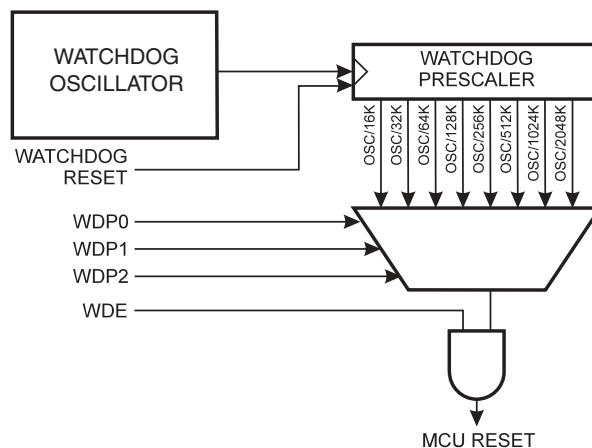 WATCHDOG
OSCILLATOR
WATCHDOG
PRESCALER
WATCHDOG
RESET
OSC/16K
OSC/32K
OSC/64K
OSC/128K
OSC/256K
OSC/512K
OSC/1024K
OSC/2048K
WDP0
WDP1
WDP2
WDE
MCU RESET